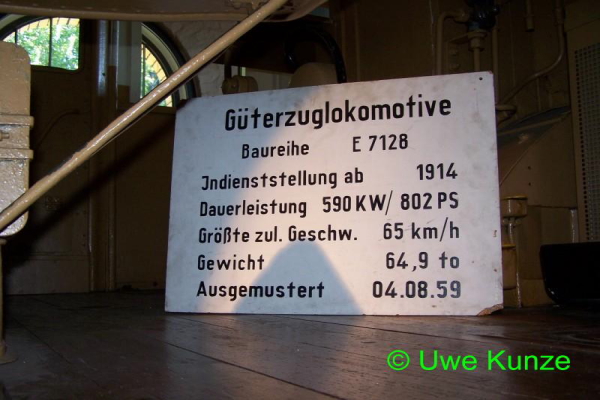 Güterzuglokomotive
Baureihe E 7128
Indienststellung ab 1914
Dauerleistung 590 KW/ 802 PS
Größte zul. Geschw. 65 km/h
Gewicht 64,9 to
Ausgemustert 04.08.59
© Uwe Kunze